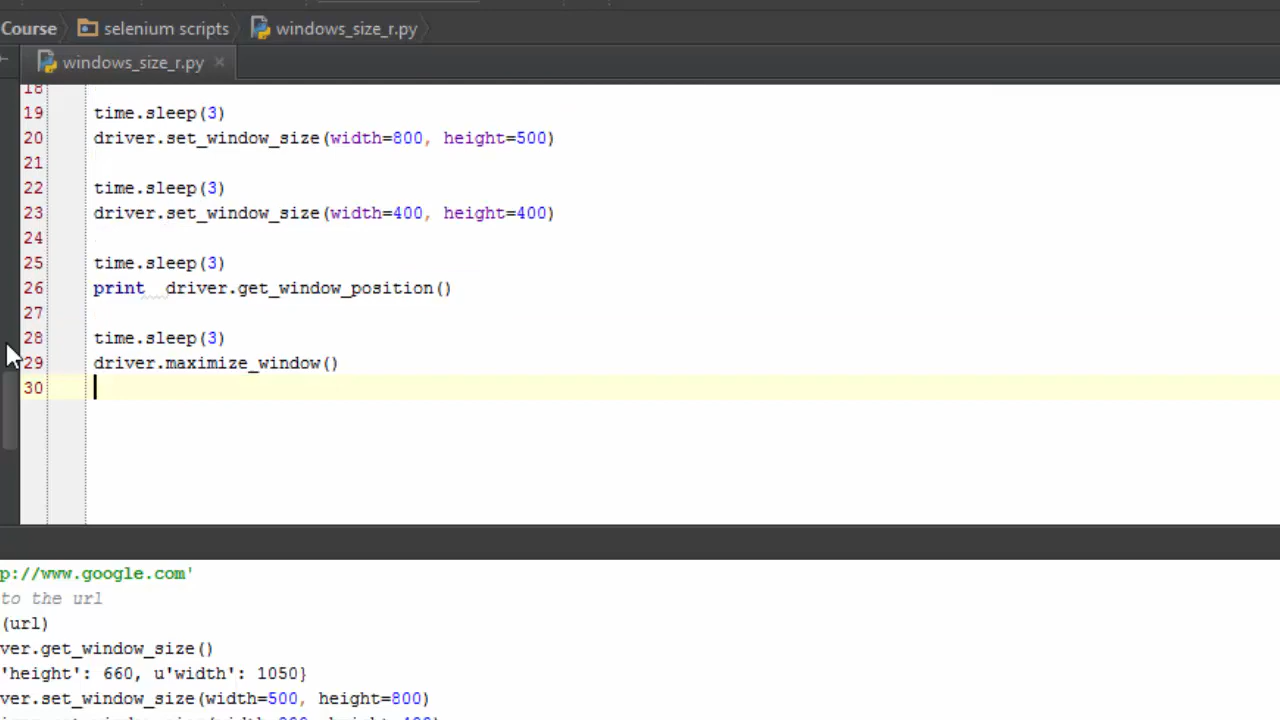 Course
selenium scripts
windows_size_r.py
windows_size_r.py
18
19 time.sleep(3)
20 driver.set_window_size(width=800, height=500)
21
22 time.sleep(3)
23 driver.set_window_size(width=400, height=400)
24
25 time.sleep(3)
26 print  driver.get_window_position()
27
28 time.sleep(3)
29 driver.maximize_window()
30
p://www.google.com'
to the url
(url)
ver.get_window_size()
'height': 660, u'width': 1050}
ver.set_window_size(width=500, height=800)